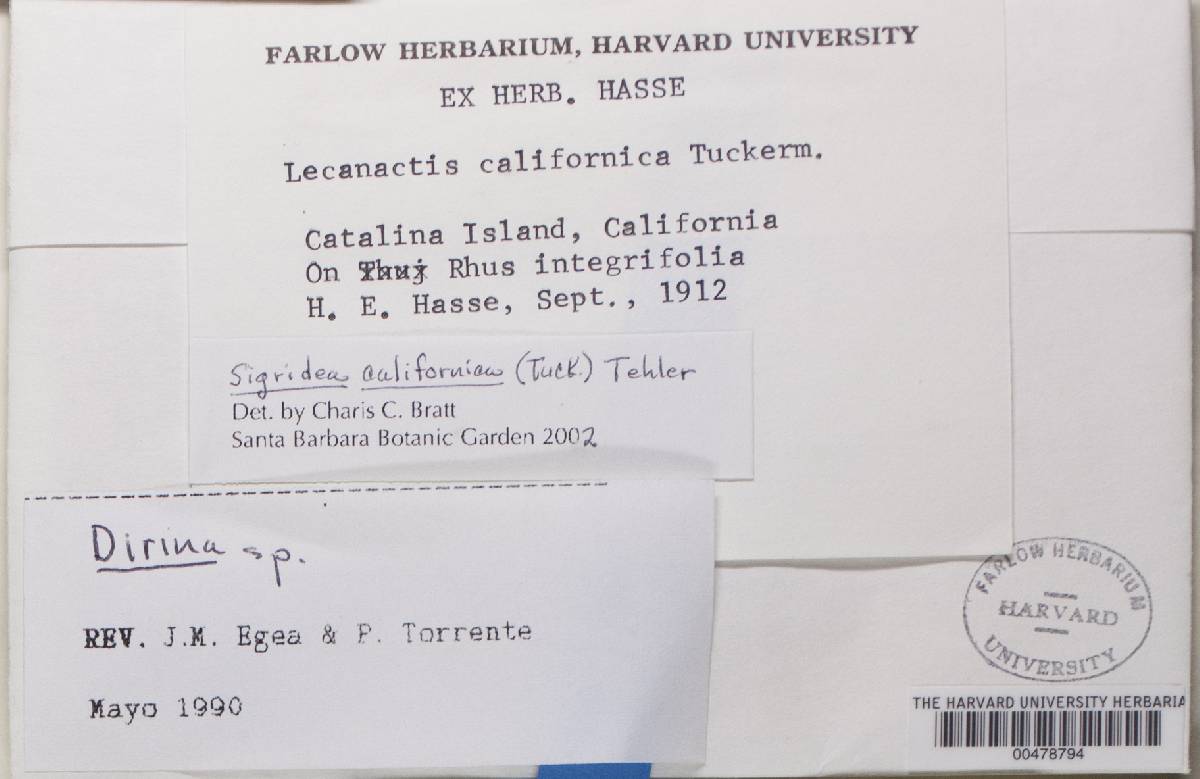 FARLOW HERBARIUM, HARVARD UNIVERSITY
EX HERB. HASSE
Lecanactis californica Tuckerm.
Catalina Island, California
On Thuj Rhus integrifolia
H. E. Hasse, Sept., 1912
Sigridea californica (Tuck.) Tehler
Det. by Charis C. Bratt
Santa Barbara Botanic Garden 2002
Dirina sp.
REV. J.M. Egea & P. Torrente
Mayo 1990
FARLOW HERBARIUM
HARVARD
UNIVERSITY
THE HARVARD UNIVERSITY HERBARIA
00478794